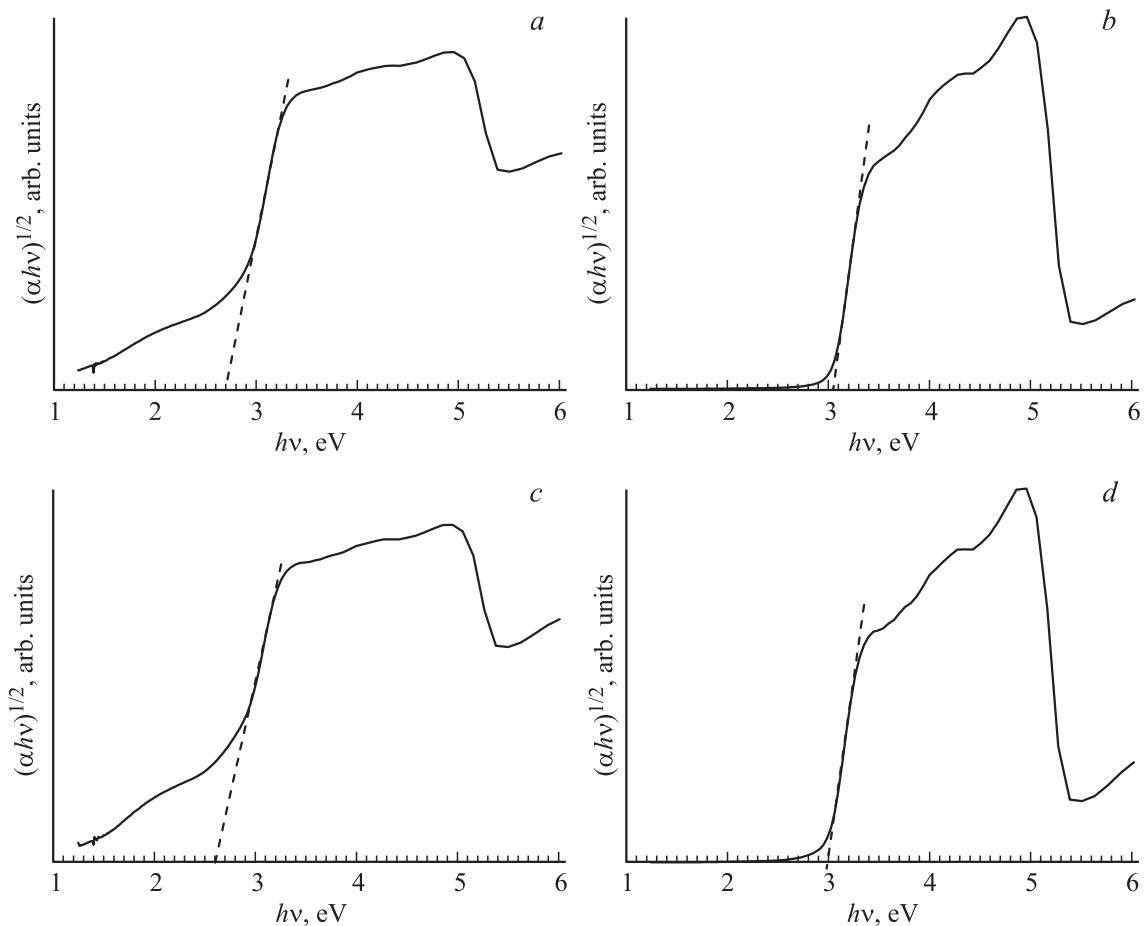 a
(αhν)1/2, arb. units
1 2 3 4 5 6
hν, eV
b
(αhν)1/2, arb. units
1 2 3 4 5 6
hν, eV
c
(αhν)1/2, arb. units
1 2 3 4 5 6
hν, eV
d
(αhν)1/2, arb. units
1 2 3 4 5 6
hν, eV